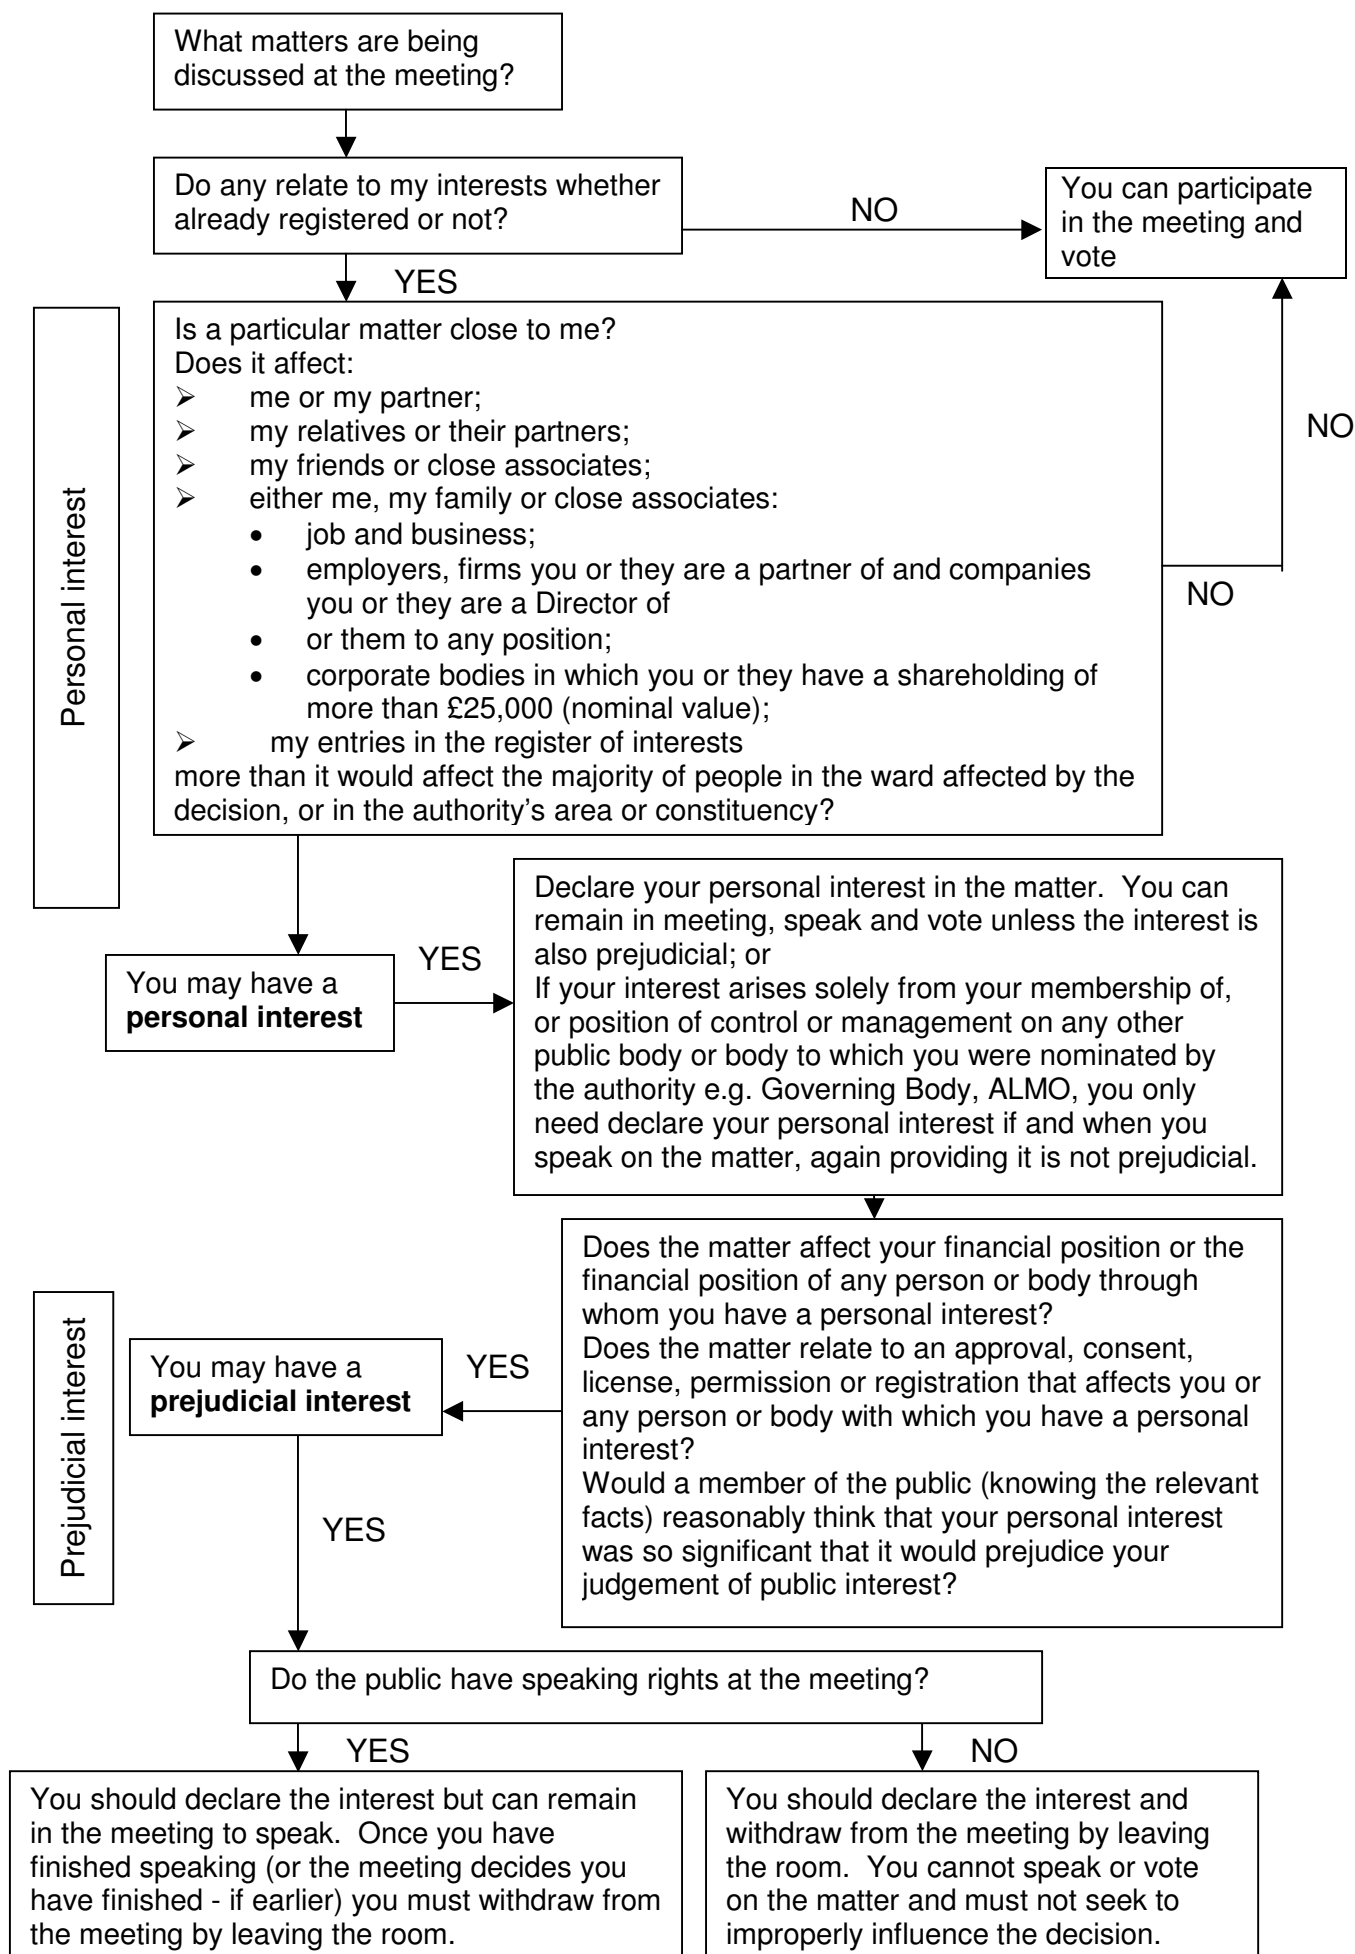 What matters are being
discussed at the meeting?
Do any relate to my interests whether
already registered or not?
NO
You can participate
in the meeting and
vote
YES
Personal interest
Is a particular matter close to me?
Does it affect:
➢ me or my partner;
➢ my relatives or their partners;
➢ my friends or close associates;
➢ either me, my family or close associates:
• job and business;
• employers, firms you or they are a partner of and companies
you or they are a Director of
• or them to any position;
• corporate bodies in which you or they have a shareholding of
more than £25,000 (nominal value);
➢ my entries in the register of interests
more than it would affect the majority of people in the ward affected by the
decision, or in the authority’s area or constituency?
NO
NO
You may have a
personal interest
YES
Declare your personal interest in the matter. You can
remain in meeting, speak and vote unless the interest is
also prejudicial; or
If your interest arises solely from your membership of,
or position of control or management on any other
public body or body to which you were nominated by
the authority e.g. Governing Body, ALMO, you only
need declare your personal interest if and when you
speak on the matter, again providing it is not prejudicial.
Prejudicial interest
Does the matter affect your financial position or the
financial position of any person or body through
whom you have a personal interest?
Does the matter relate to an approval, consent,
license, permission or registration that affects you or
any person or body with which you have a personal
interest?
Would a member of the public (knowing the relevant
facts) reasonably think that your personal interest
was so significant that it would prejudice your
judgement of public interest?
YES
You may have a
prejudicial interest
YES
Do the public have speaking rights at the meeting?
YES
NO
You should declare the interest but can remain
in the meeting to speak. Once you have
finished speaking (or the meeting decides you
have finished - if earlier) you must withdraw from
the meeting by leaving the room.
You should declare the interest and
withdraw from the meeting by leaving
the room. You cannot speak or vote
on the matter and must not seek to
improperly influence the decision.